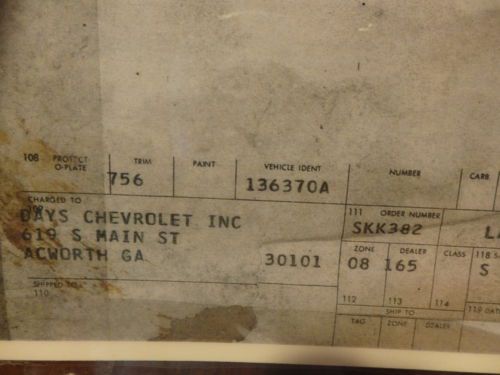 108 PROTECT TRIM PAINT VEHICLE IDENT NUMBER CARB
O-PLATE
756 136370A
CHARGED TO
109
DAYS CHEVROLET INC
619 S MAIN ST
ACWORTH GA 30101
SHIPPED TO
110
111 ORDER NUMBER
SKK382
ZONE DEALER CLASS 118
08 165 S
112 113 114
SHIP TO
TAG ZONE DEALER